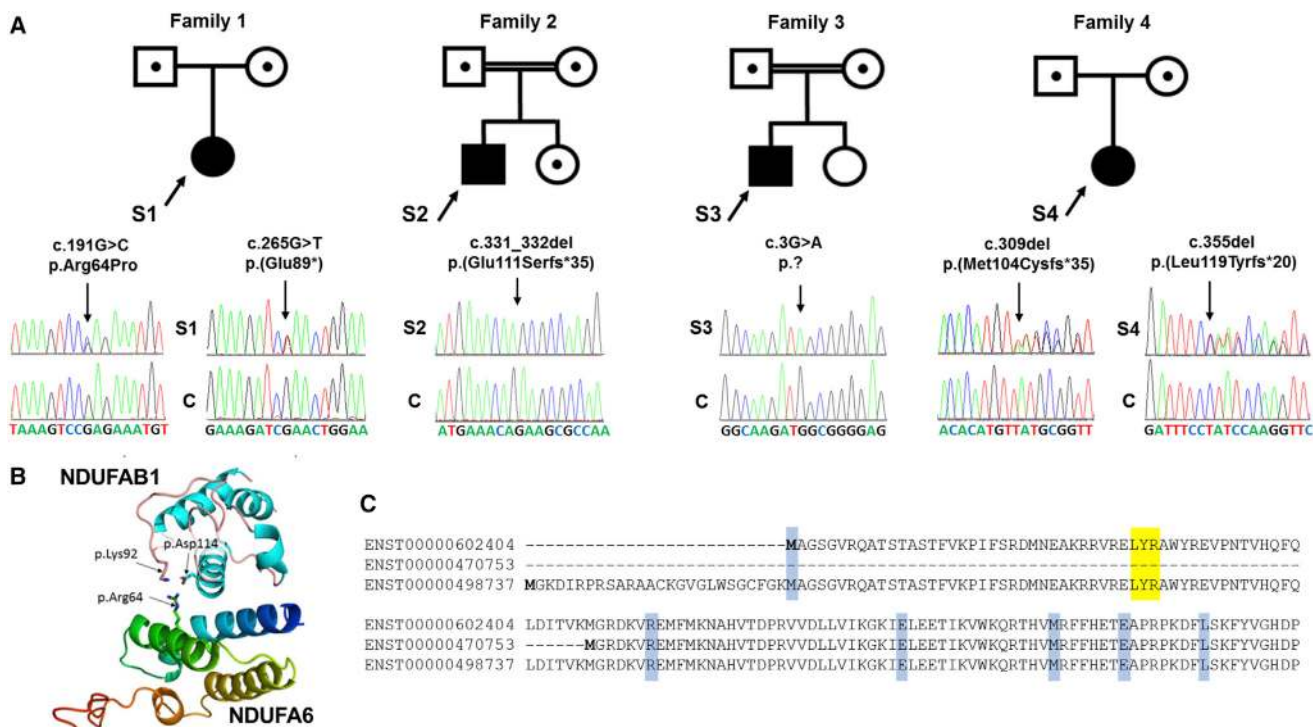 A
Family 1
Family 2
Family 3
Family 4
S1
S2
S3
S4
c.191G>C
p.Arg64Pro
c.265G>T
p.(Glu89*)
c.331_332del
p.(Glu111Serfs*35)
c.3G>A
p.?
c.309del
p.(Met104Cysfs*35)
c.355del
p.(Leu119Tyrfs*20)
S1
S2
S3
S4
C
C
C
C
TAAAGTCCGAGAAATGT
GAAAGATCGAACTGGAA
ATGAAACAGAAGCGCCAA
GGCAAGATGGCGGGGAG
ACACATGTTATGCGGTT
GATTTCCTATCCAAGGTTC
B
NDUFAB1
p.Lys92
p.Asp114
p.Arg64
NDUFA6
C
ENST00000602404 ----------------------------MAGSGVRQATSTASTFVKPIFSRDMNEAKRRVRELYRAWYREVPNTVHQFQ
ENST00000470753 --------------------------------------------------------------------------------
ENST00000498737 MGKDIRPRSARAACKGVGLWSGCFGKMAGSGVRQATSTASTFVKPIFSRDMNEAKRRVRELYRAWYREVPNTVHQFQ
ENST00000602404 LDITVKMGRDKVREMFMKNAHVTDPRVVDLLVIKGKIELEETIKVWKQRTHVMRFFHETEAPRPKDFLSKFYVGHDP
ENST00000470753 ------MGRDKVREMFMKNAHVTDPRVVDLLVIKGKIELEETIKVWKQRTHVMRFFHETEAPRPKDFLSKFYVGHDP
ENST00000498737 LDITVKMGRDKVREMFMKNAHVTDPRVVDLLVIKGKIELEETIKVWKQRTHVMRFFHETEAPRPKDFLSKFYVGHDP